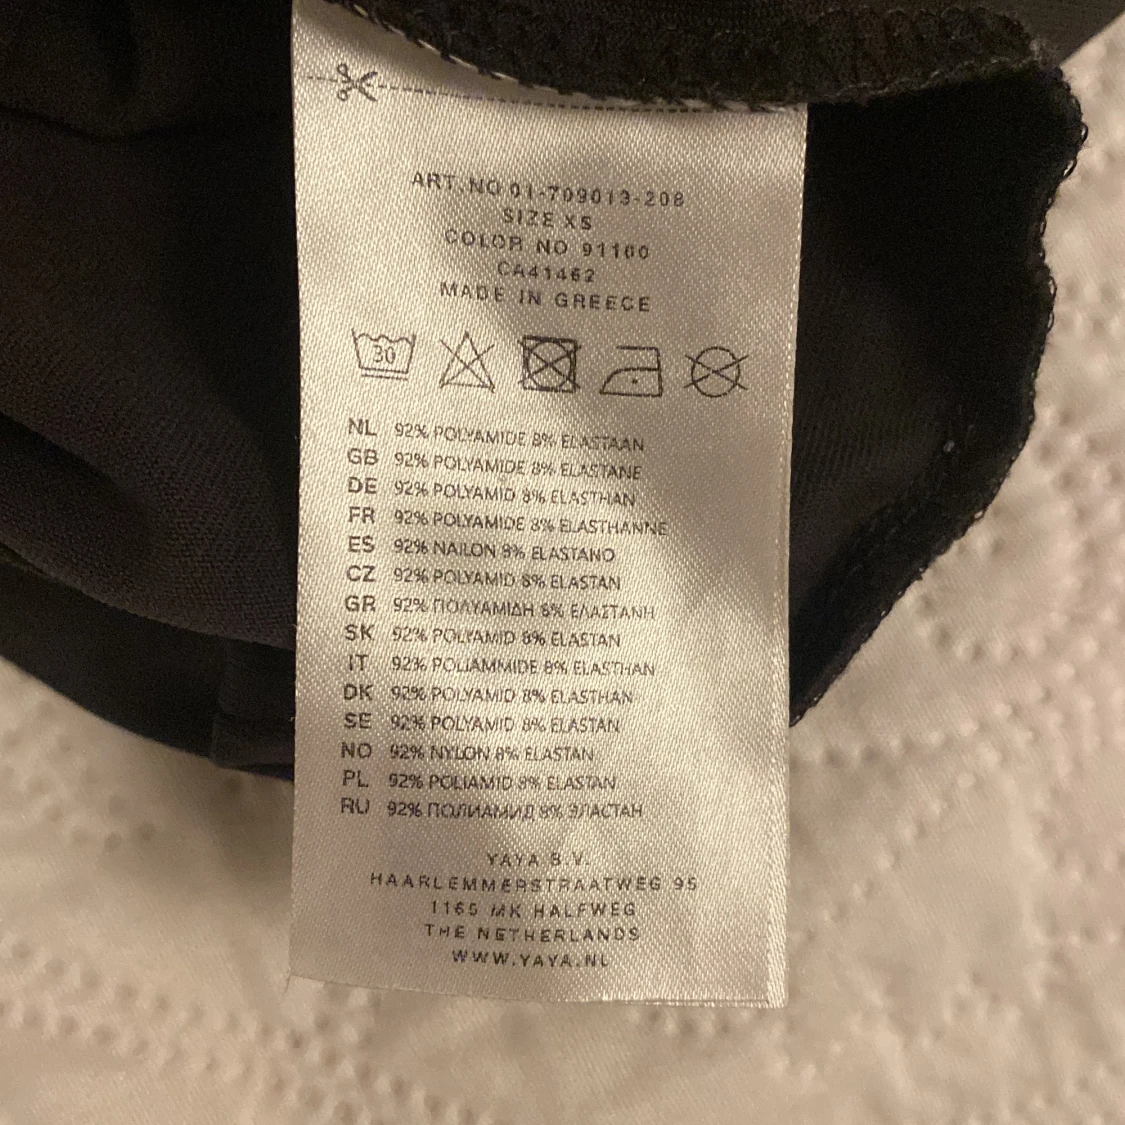 ART.NO 01-709013-208
SIZE XS
COLOR NO 91100
CA41462
MADE IN GREECE
30
NL 92% POLYAMIDE 8% ELASTAAN
GB 92% POLYAMIDE 8% ELASTANE
DE 92% POLYAMID 8% ELASTHAN
FR 92% POLYAMIDE 8% ELASTHANNE
ES 92% NAILON 8% ELASTANO
CZ 92% POLYAMID 8% ELASTAN
GR 92% ΠΟΛΥΑΜΙΔΗ 8% ΕΛΑΣΤΑΝΗ
SK 92% POLYAMID 8% ELASTAN
IT 92% POLIAMMIDE 8% ELASTHAN
DK 92% POLYAMID 8% ELASTHAN
SE 92% POLYAMID 8% ELASTAN
NO 92% NYLON 8% ELASTAN
PL 92% POLIAMID 8% ELASTAN
RU 92% ПОЛИАМИД 8% ЭЛАСТАН
YAYA B.V.
HAARLEMMERSTRAATWEG 95
1165 MK HALFWEG
THE NETHERLANDS
WWW.YAYA.NL